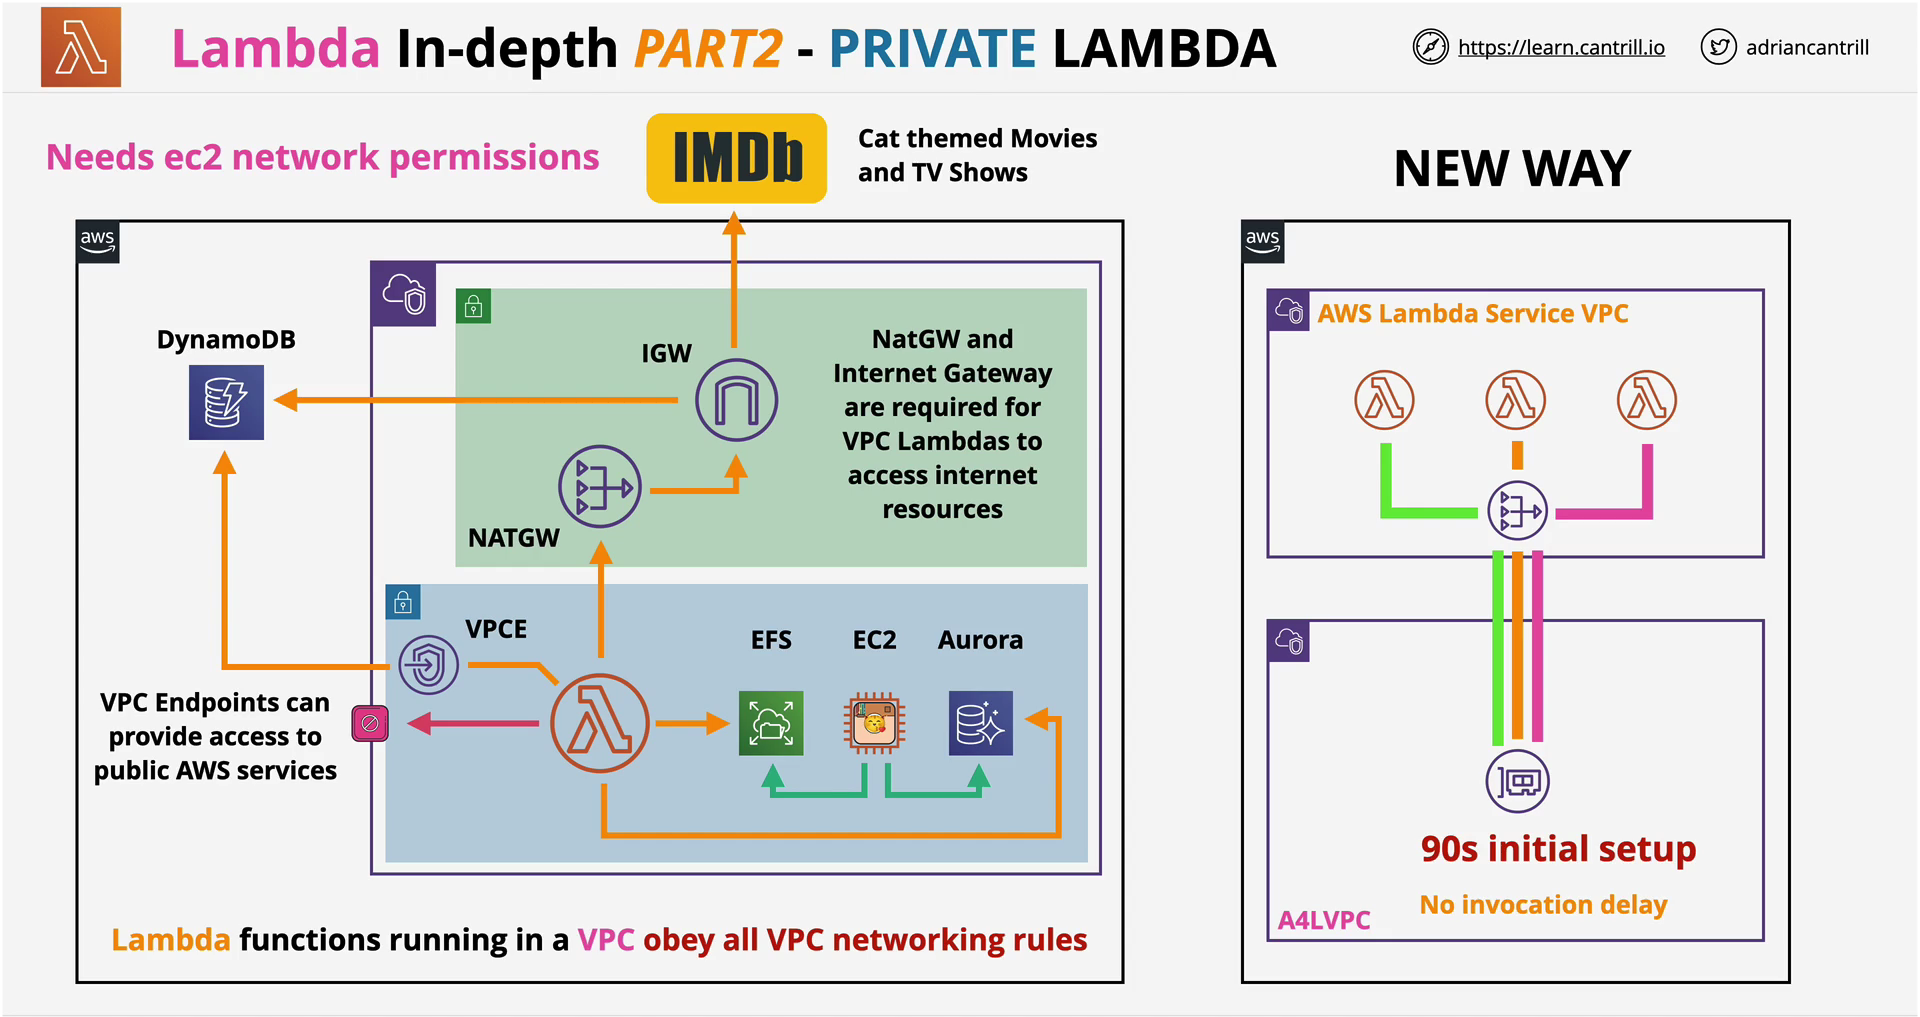 Lambda In-depth PART2 - PRIVATE LAMBDA
https://learn.cantrill.io
adriancantrill
Needs ec2 network permissions
IMDb
Cat themed Movies
and TV Shows
NEW WAY
aws
DynamoDB
IGW
NatGW and
Internet Gateway
are required for
VPC Lambdas to
access internet
resources
NATGW
VPCE
EFS
EC2
Aurora
VPC Endpoints can
provide access to
public AWS services
Lambda functions running in a VPC obey all VPC networking rules
aws
AWS Lambda Service VPC
90s initial setup
No invocation delay
A4LVPC